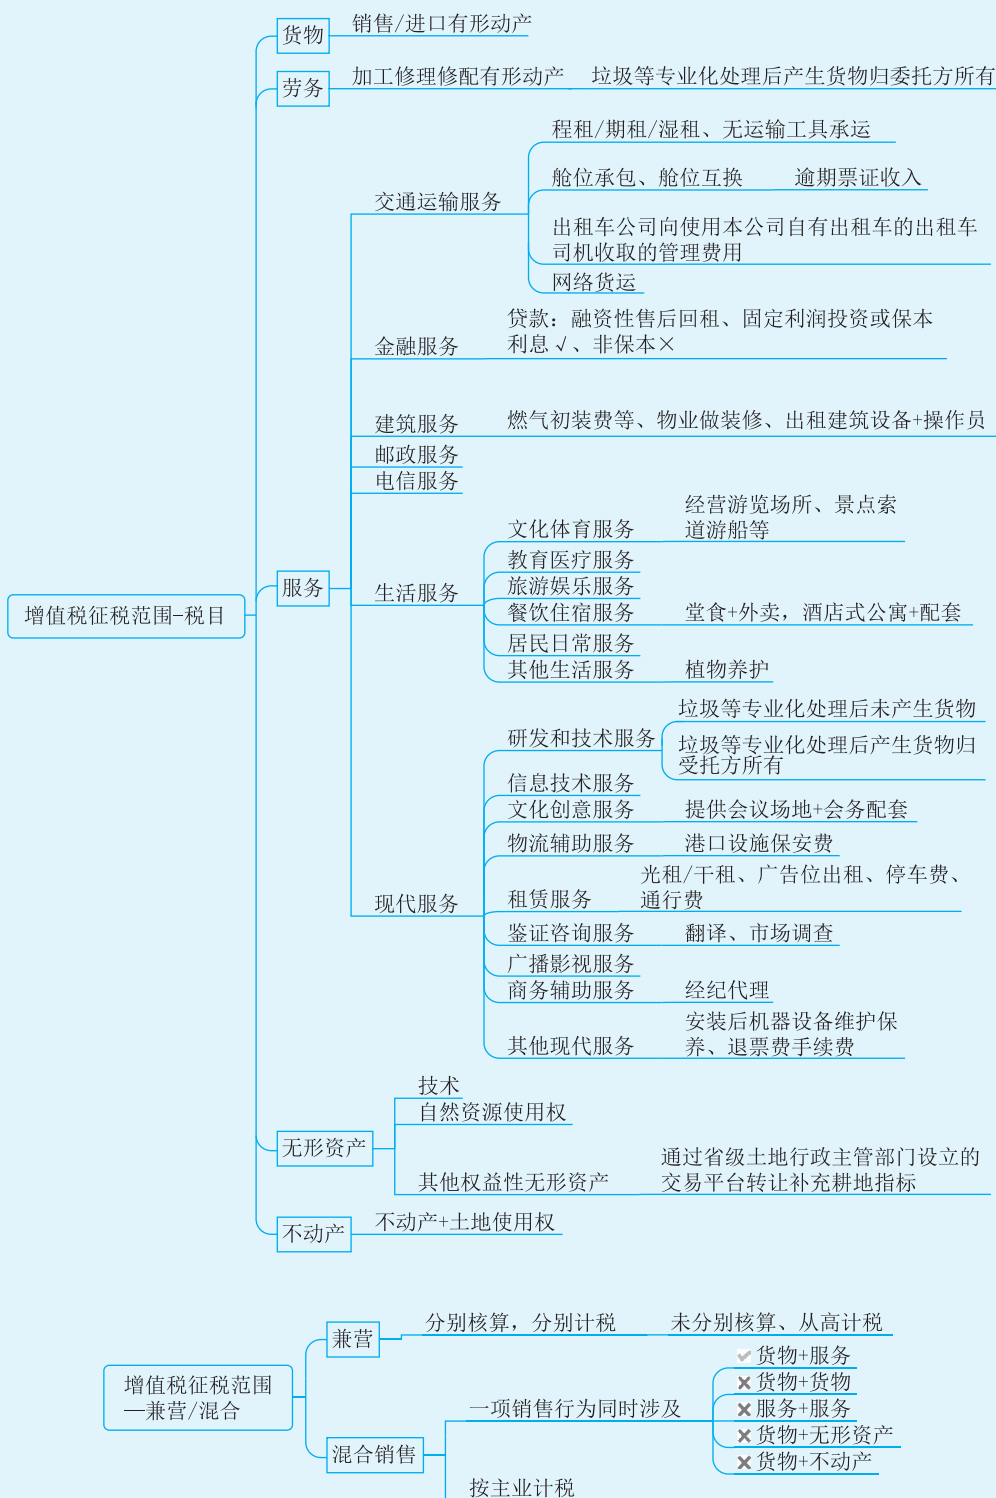 货物
销售/进口有形动产
劳务
加工修理修配有形动产
垃圾等专业化处理后产生货物归委托方所有
程租/期租/湿租、无运输工具承运
交通运输服务
舱位承包、舱位互换
逾期票证收入
出租车公司向使用本公司自有出租车的出租车
司机收取的管理费用
网络货运
金融服务
贷款：融资性售后回租、固定利润投资或保本
利息√、非保本×
建筑服务
燃气初装费等、物业做装修、出租建筑设备+操作员
邮政服务
电信服务
增值税征税范围-税目
服务
生活服务
文化体育服务
经营游览场所、景点索
道游船等
教育医疗服务
旅游娱乐服务
餐饮住宿服务
堂食+外卖，酒店式公寓+配套
居民日常服务
其他生活服务
植物养护
现代服务
研发和技术服务
垃圾等专业化处理后未产生货物
垃圾等专业化处理后产生货物归
受托方所有
信息技术服务
文化创意服务
提供会议场地+会务配套
物流辅助服务
港口设施保安费
租赁服务
光租/干租、广告位出租、停车费、
通行费
鉴证咨询服务
翻译、市场调查
广播影视服务
商务辅助服务
经纪代理
其他现代服务
安装后机器设备维护保
养、退票费手续费
无形资产
技术
自然资源使用权
其他权益性无形资产
通过省级土地行政主管部门设立的
交易平台转让补充耕地指标
不动产
不动产+土地使用权
增值税征税范围
—兼营/混合
兼营
分别核算，分别计税
未分别核算、从高计税
混合销售
一项销售行为同时涉及
货物+服务
货物+货物
服务+服务
货物+无形资产
货物+不动产
按主业计税